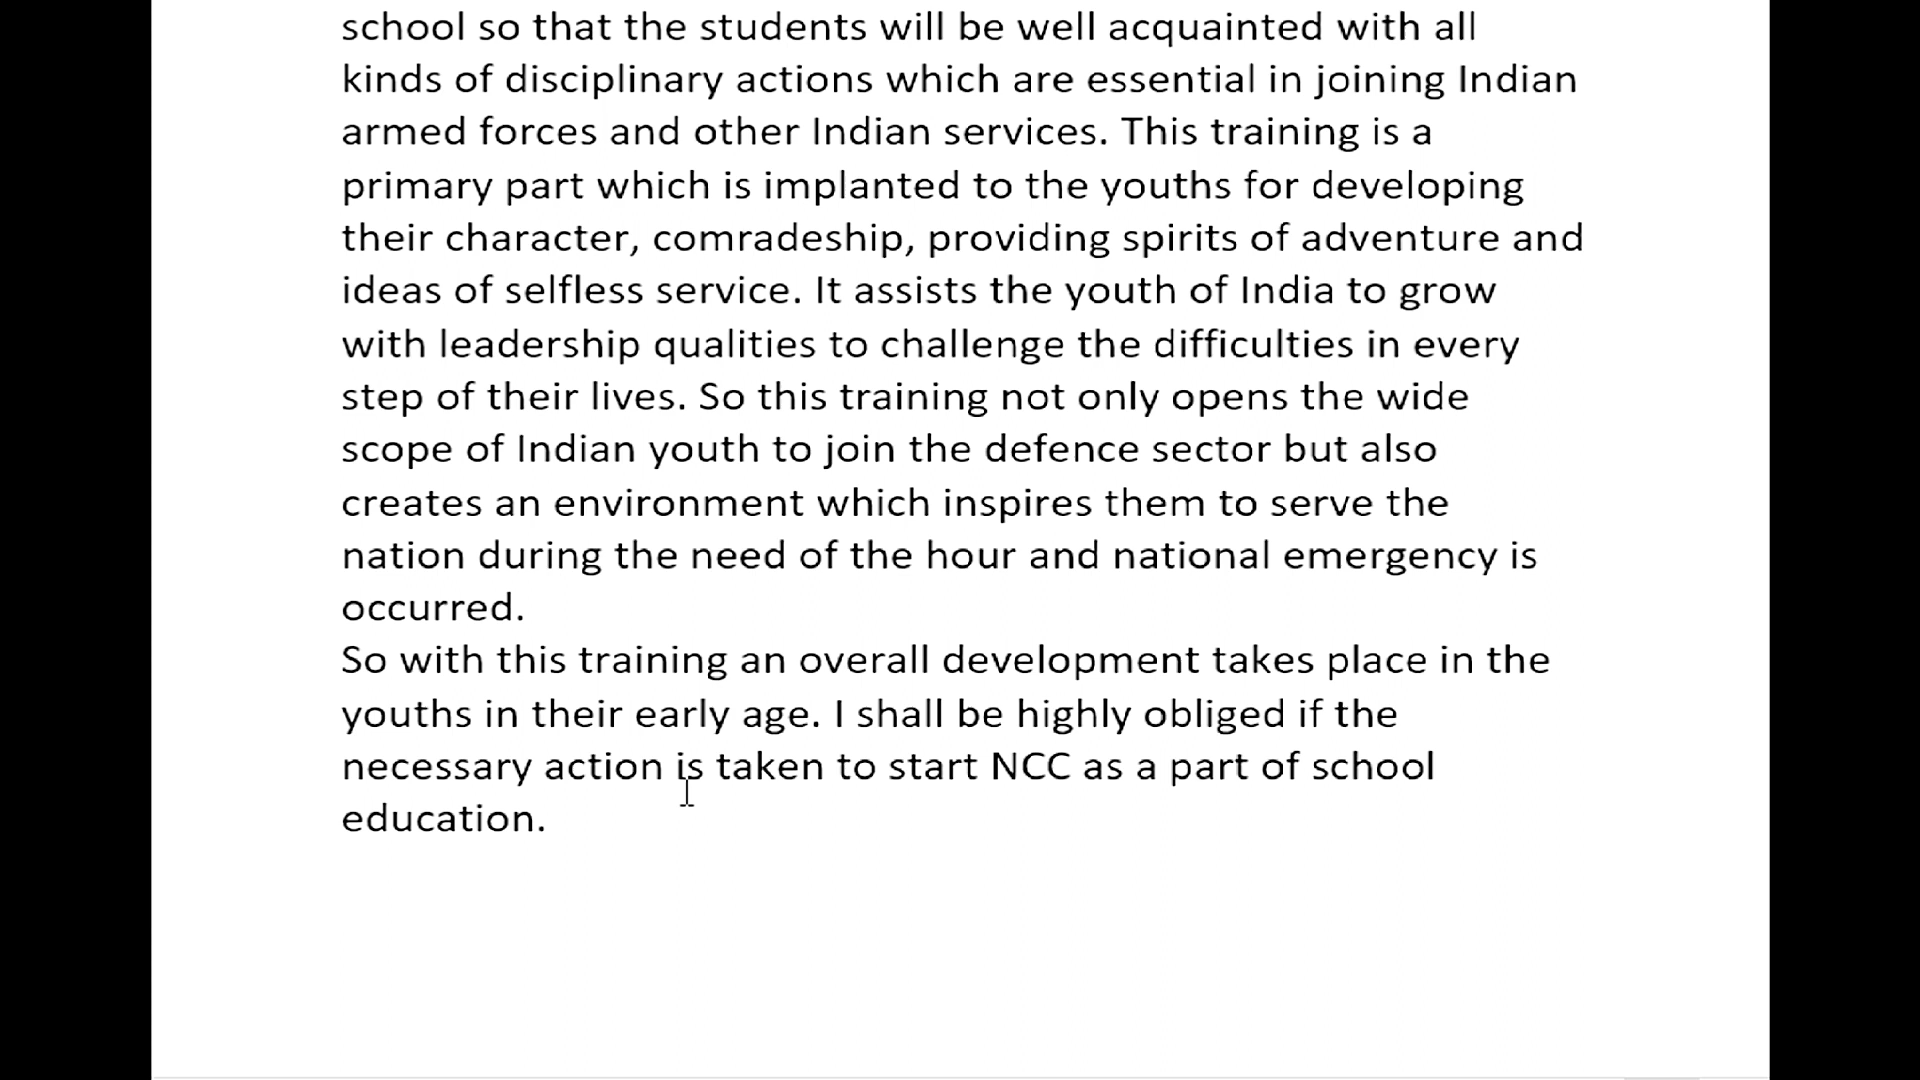 school so that the students will be well acquainted with all
kinds of disciplinary actions which are essential in joining Indian
armed forces and other Indian services. This training is a
primary part which is implanted to the youths for developing
their character, comradeship, providing spirits of adventure and
ideas of selfless service. It assists the youth of India to grow
with leadership qualities to challenge the difficulties in every
step of their lives. So this training not only opens the wide
scope of Indian youth to join the defence sector but also
creates an environment which inspires them to serve the
nation during the need of the hour and national emergency is
occurred.
So with this training an overall development takes place in the
youths in their early age. I shall be highly obliged if the
necessary action is taken to start NCC as a part of school
education.